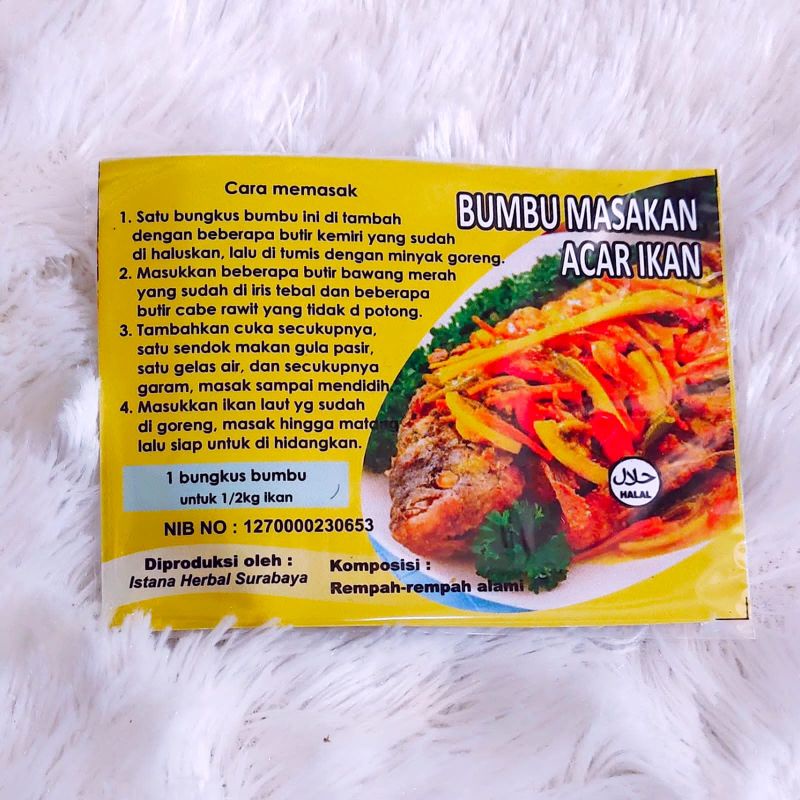 Cara memasak
1. Satu bungkus bumbu ini di tambah
dengan beberapa butir kemiri yang sudah
di haluskan, lalu di tumis dengan minyak goreng.
2. Masukkan beberapa butir bawang merah
yang sudah di iris tebal dan beberapa
butir cabe rawit yang tidak d potong.
3. Tambahkan cuka secukupnya,
satu sendok makan gula pasir,
satu gelas air, dan secukupnya
garam, masak sampai mendidih
4. Masukkan ikan laut yg sudah
di goreng, masak hingga matang
lalu siap untuk di hidangkan.
1 bungkus bumbu
untuk 1/2kg ikan
NIB NO : 1270000230653
Diproduksi oleh :
Istana Herbal Surabaya
Komposisi :
Rempah-rempah alami
BUMBU MASAKAN
ACAR IKAN
حلال
HALAL